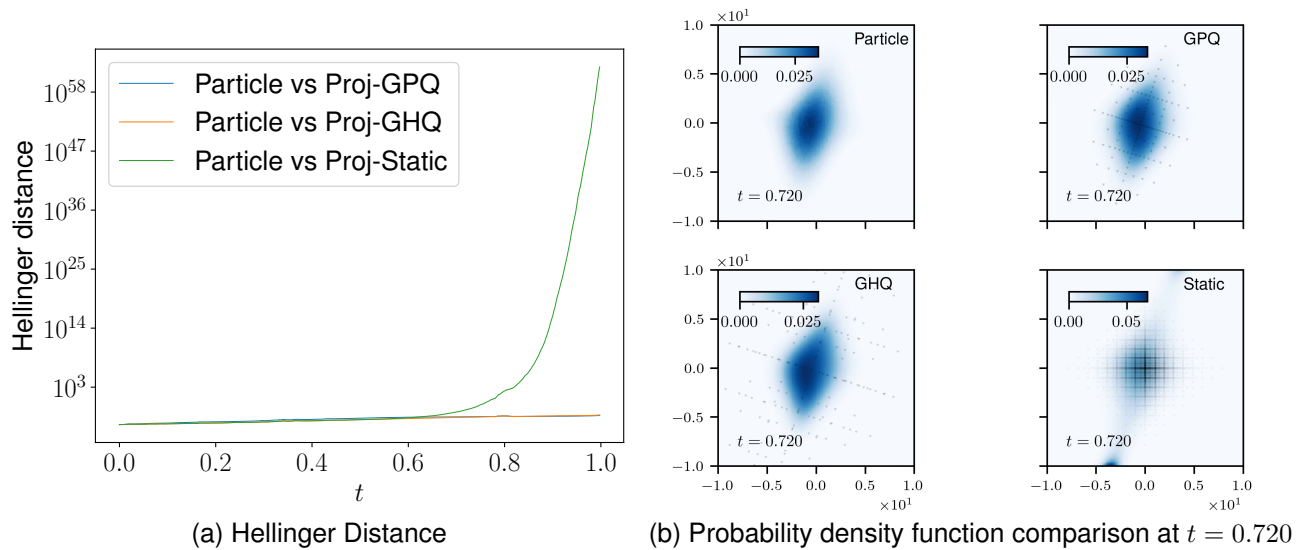 Hellinger distance
10^58
10^47
10^36
10^25
10^14
10^3
Particle vs Proj-GPQ
Particle vs Proj-GHQ
Particle vs Proj-Static
0.0 0.2 0.4 0.6 0.8 1.0
t
(a) Hellinger Distance
×10^1
1.0
0.5
0.0
−0.5
−1.0
Particle
0.000 0.025
t = 0.720
GPQ
0.000 0.025
t = 0.720
×10^1
1.0
0.5
0.0
−0.5
−1.0
GHQ
0.000 0.025
t = 0.720
−1.0 −0.5 0.0 0.5 1.0
×10^1
Static
0.00 0.05
t = 0.720
−1.0 −0.5 0.0 0.5 1.0
×10^1
(b) Probability density function comparison at t = 0.720